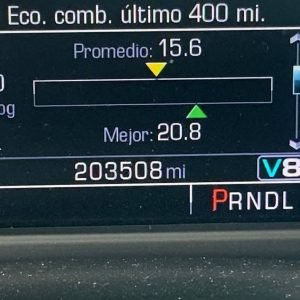 Eco. comb. último 400 mi.
Promedio: 15.6
Mejor: 20.8
203508 mi
V8
PRNDL